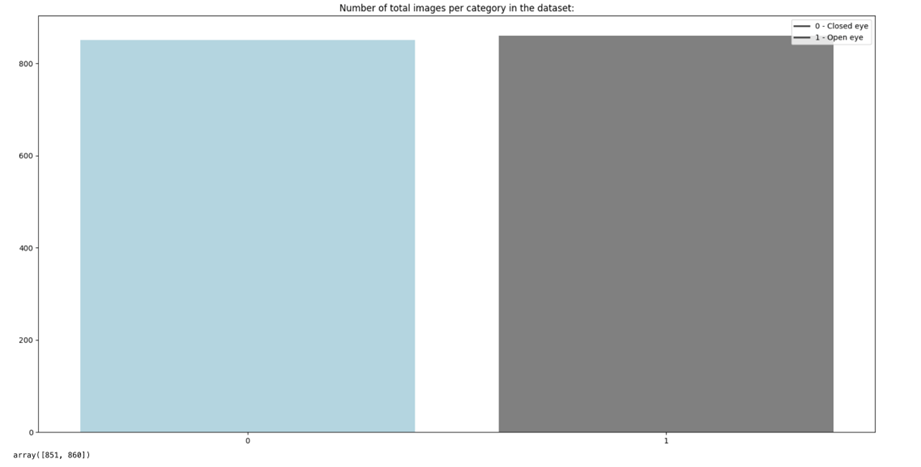 Number of total images per category in the dataset:
0 - Closed eye
1 - Open eye
800
600
400
200
0
0 1
array([851, 860])